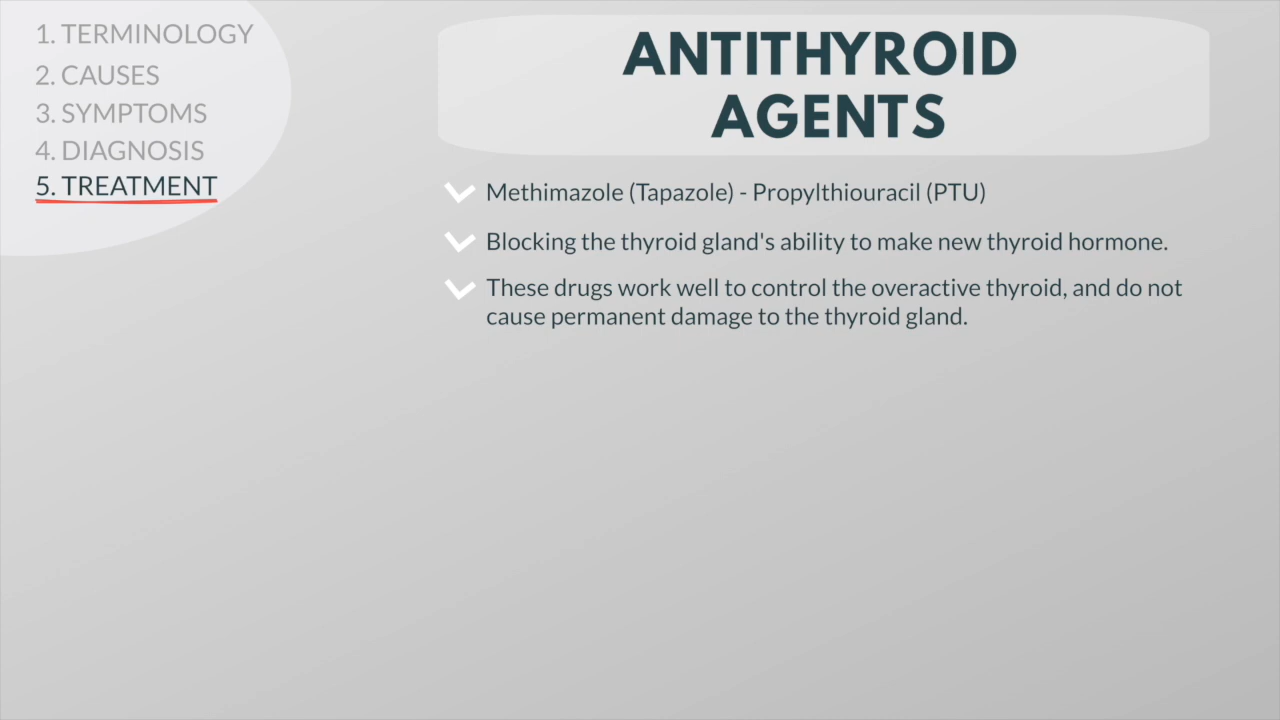 1. TERMINOLOGY
2. CAUSES
3. SYMPTOMS
4. DIAGNOSIS
5. TREATMENT
ANTITHYROID
AGENTS
Methimazole (Tapazole) - Propylthiouracil (PTU)
Blocking the thyroid gland's ability to make new thyroid hormone.
These drugs work well to control the overactive thyroid, and do not
cause permanent damage to the thyroid gland.